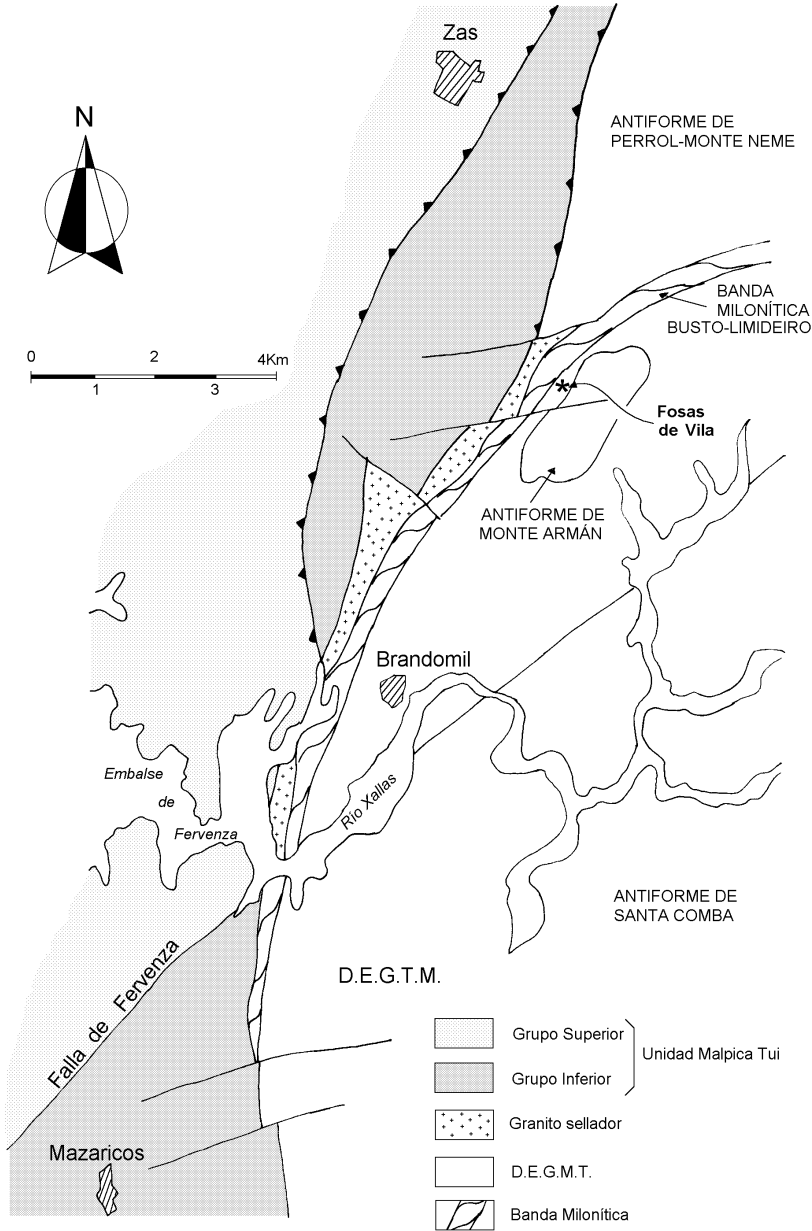 Zas
N
ANTIFORME DE
PERROL-MONTE NEME
BANDA
MILONÍTICA
BUSTO-LIMIDEIRO
0 2 4Km
1 3
Fosas
de Vila
ANTIFORME DE
MONTE ARMÁN
Brandomil
Embalse
de
Fervenza
Río Xallas
ANTIFORME DE
SANTA COMBA
Falla de Fervenza
D.E.G.T.M.
Grupo Superior
Unidad Malpica Tui
Grupo Inferior
Granito sellador
Mazaricos
D.E.G.M.T.
Banda Milonítica